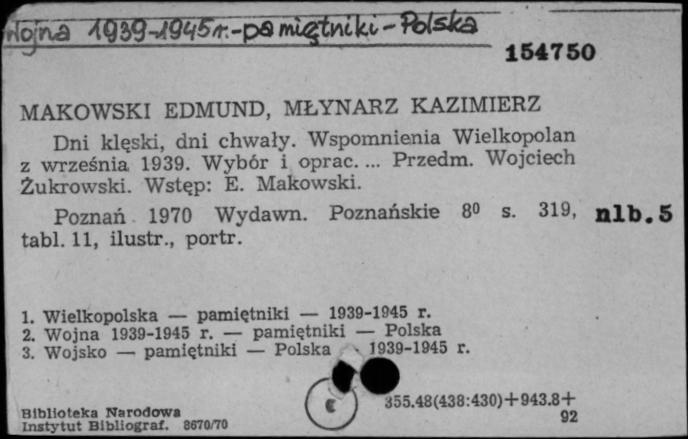 Wojna 1939-1945 r.-pamiętniki-Polska
154750
MAKOWSKI EDMUND, MŁYNARZ KAZIMIERZ
Dni klęski, dni chwały. Wspomnienia Wielkopolan
z września 1939. Wybór i oprac. ... Przedm. Wojciech
Żukrowski. Wstęp: E. Makowski.
Poznań 1970 Wydawn. Poznańskie 8⁰ s. 319, nlb. 5
tabl. 11, ilustr., portr.
1. Wielkopolska — pamiętniki — 1939-1945 r.
2. Wojna 1939-1945 r. — pamiętniki — Polska
3. Wojsko — pamiętniki — Polska 1939-1945 r.
355.48(438:430)+943.8+
92
Biblioteka Narodowa
Instytut Bibliograf. 8670/70